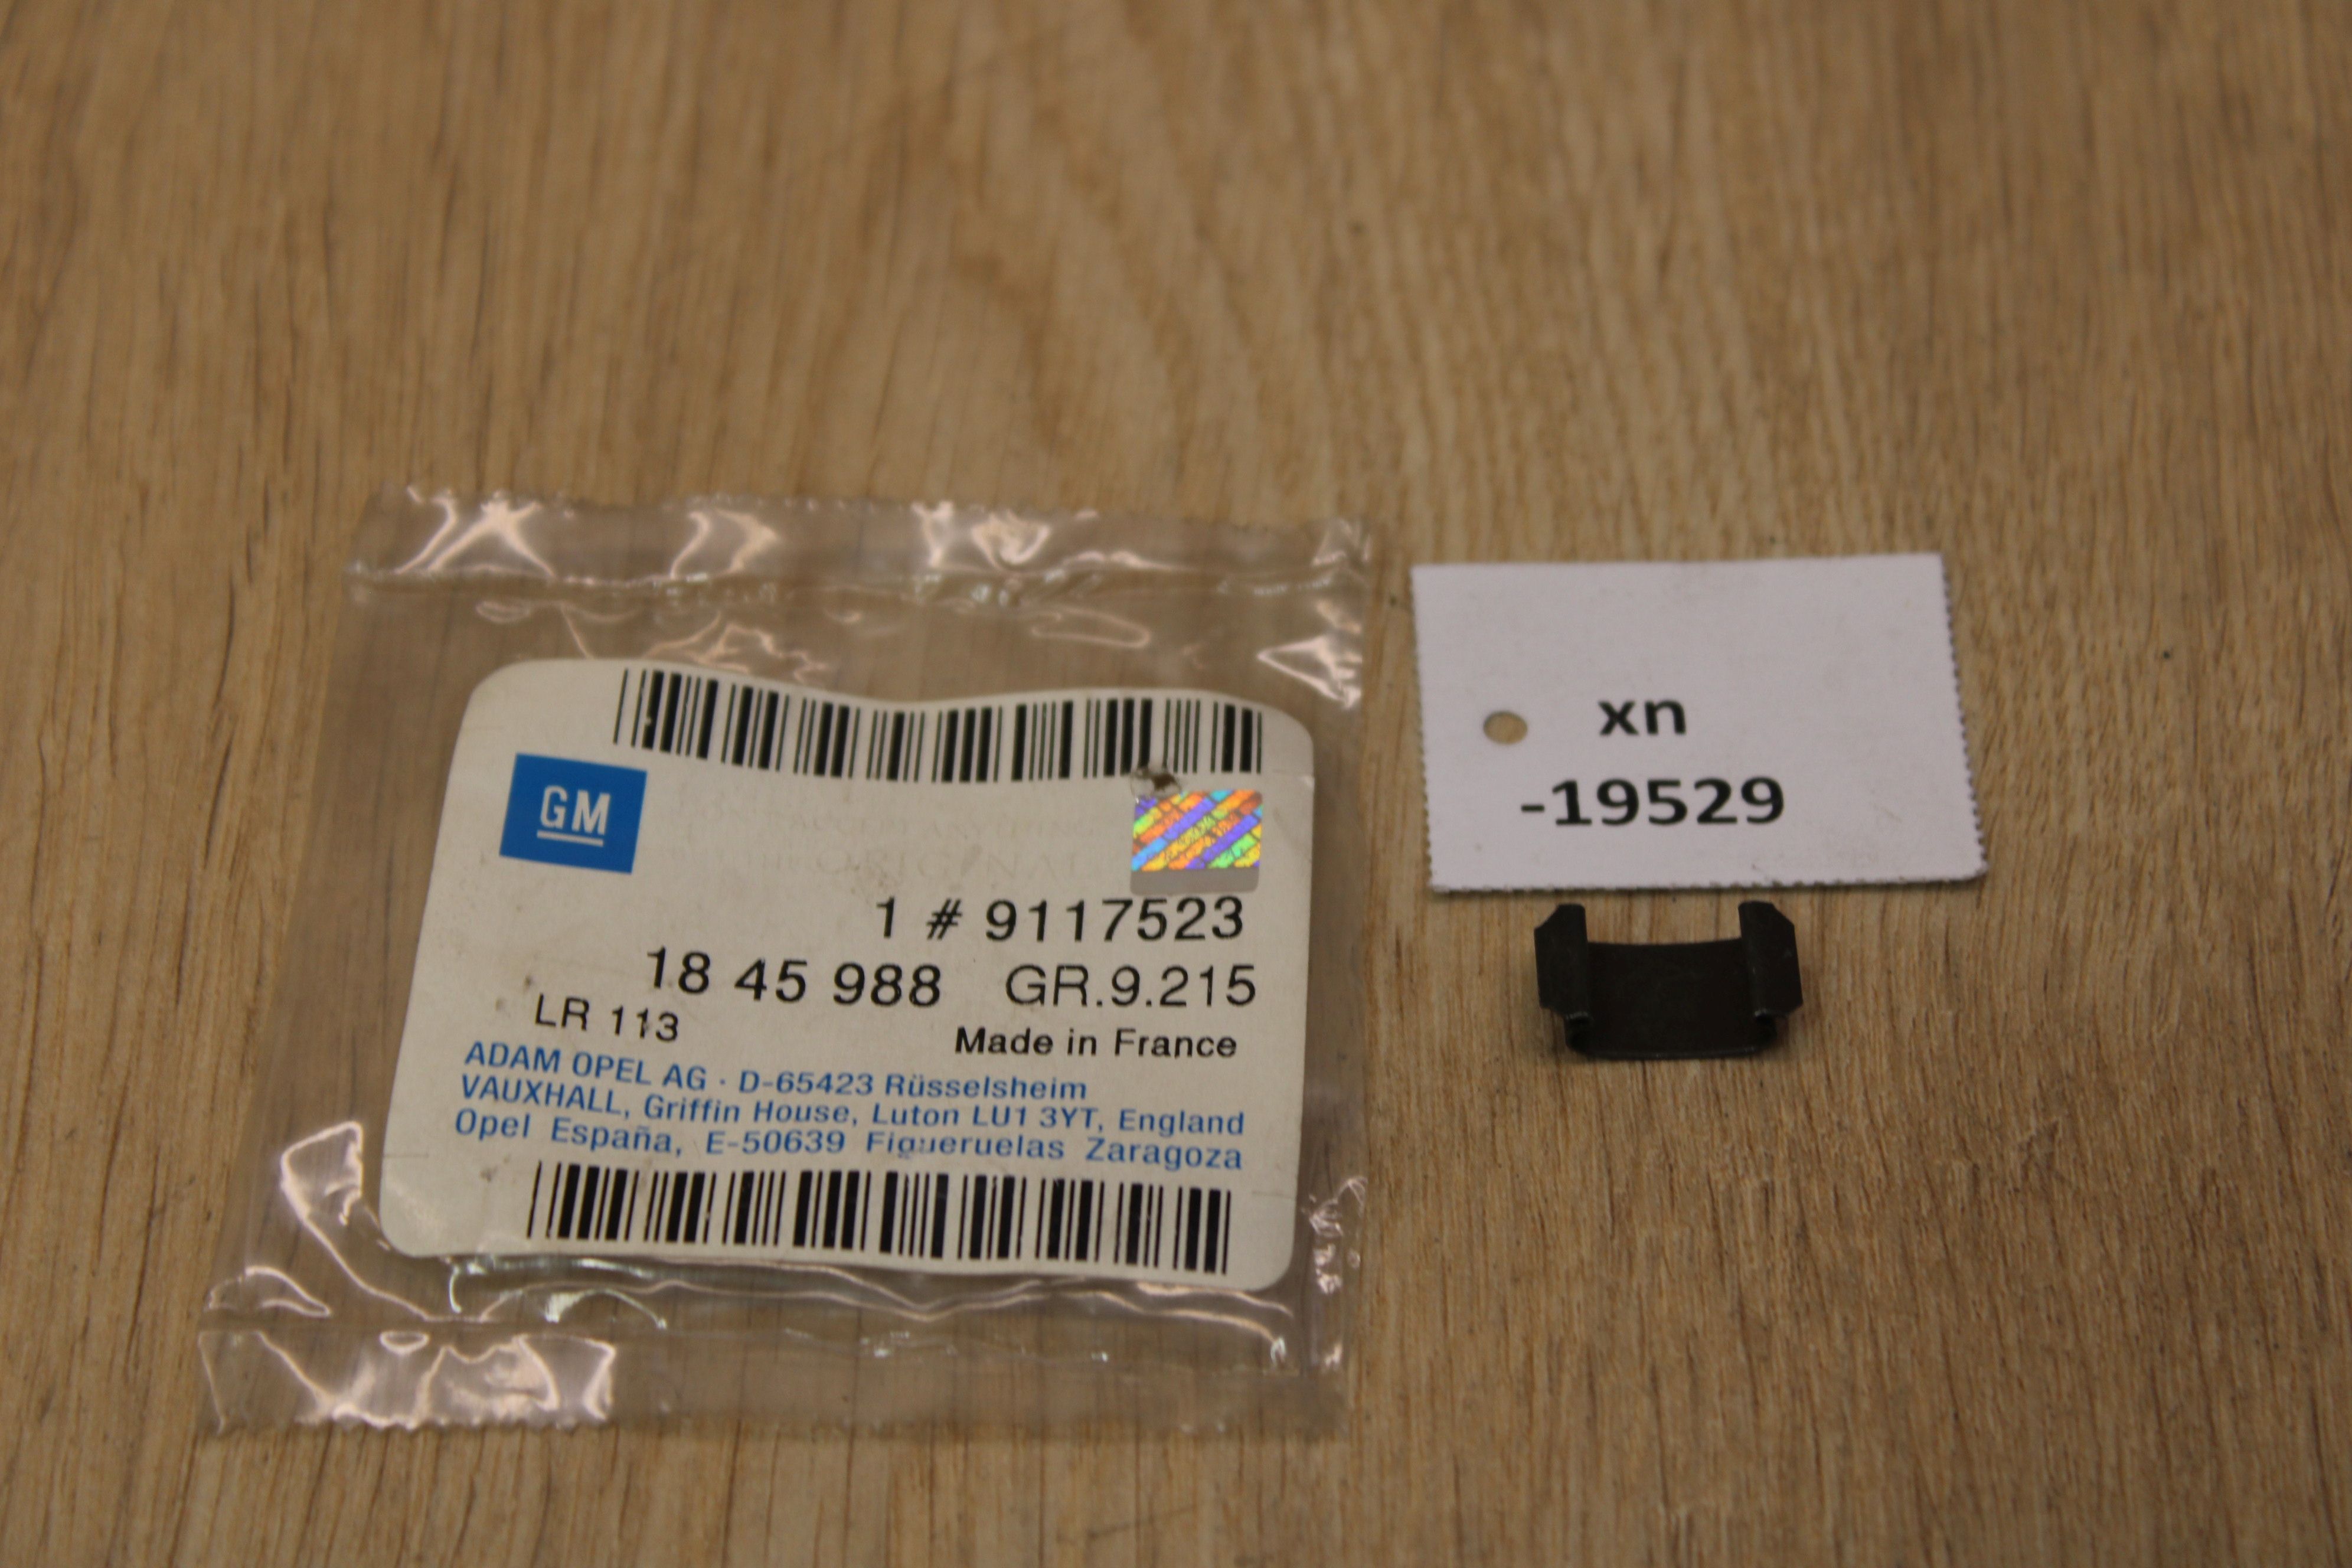 GM
ORIGINAL
1 # 9117523
18 45 988 GR.9.215
LR 113
Made in France
ADAM OPEL AG · D-65423 Rüsselsheim
VAUXHALL, Griffin House, Luton LU1 3YT, England
Opel España, E-50639 Figueruelas Zaragoza
xn
-19529